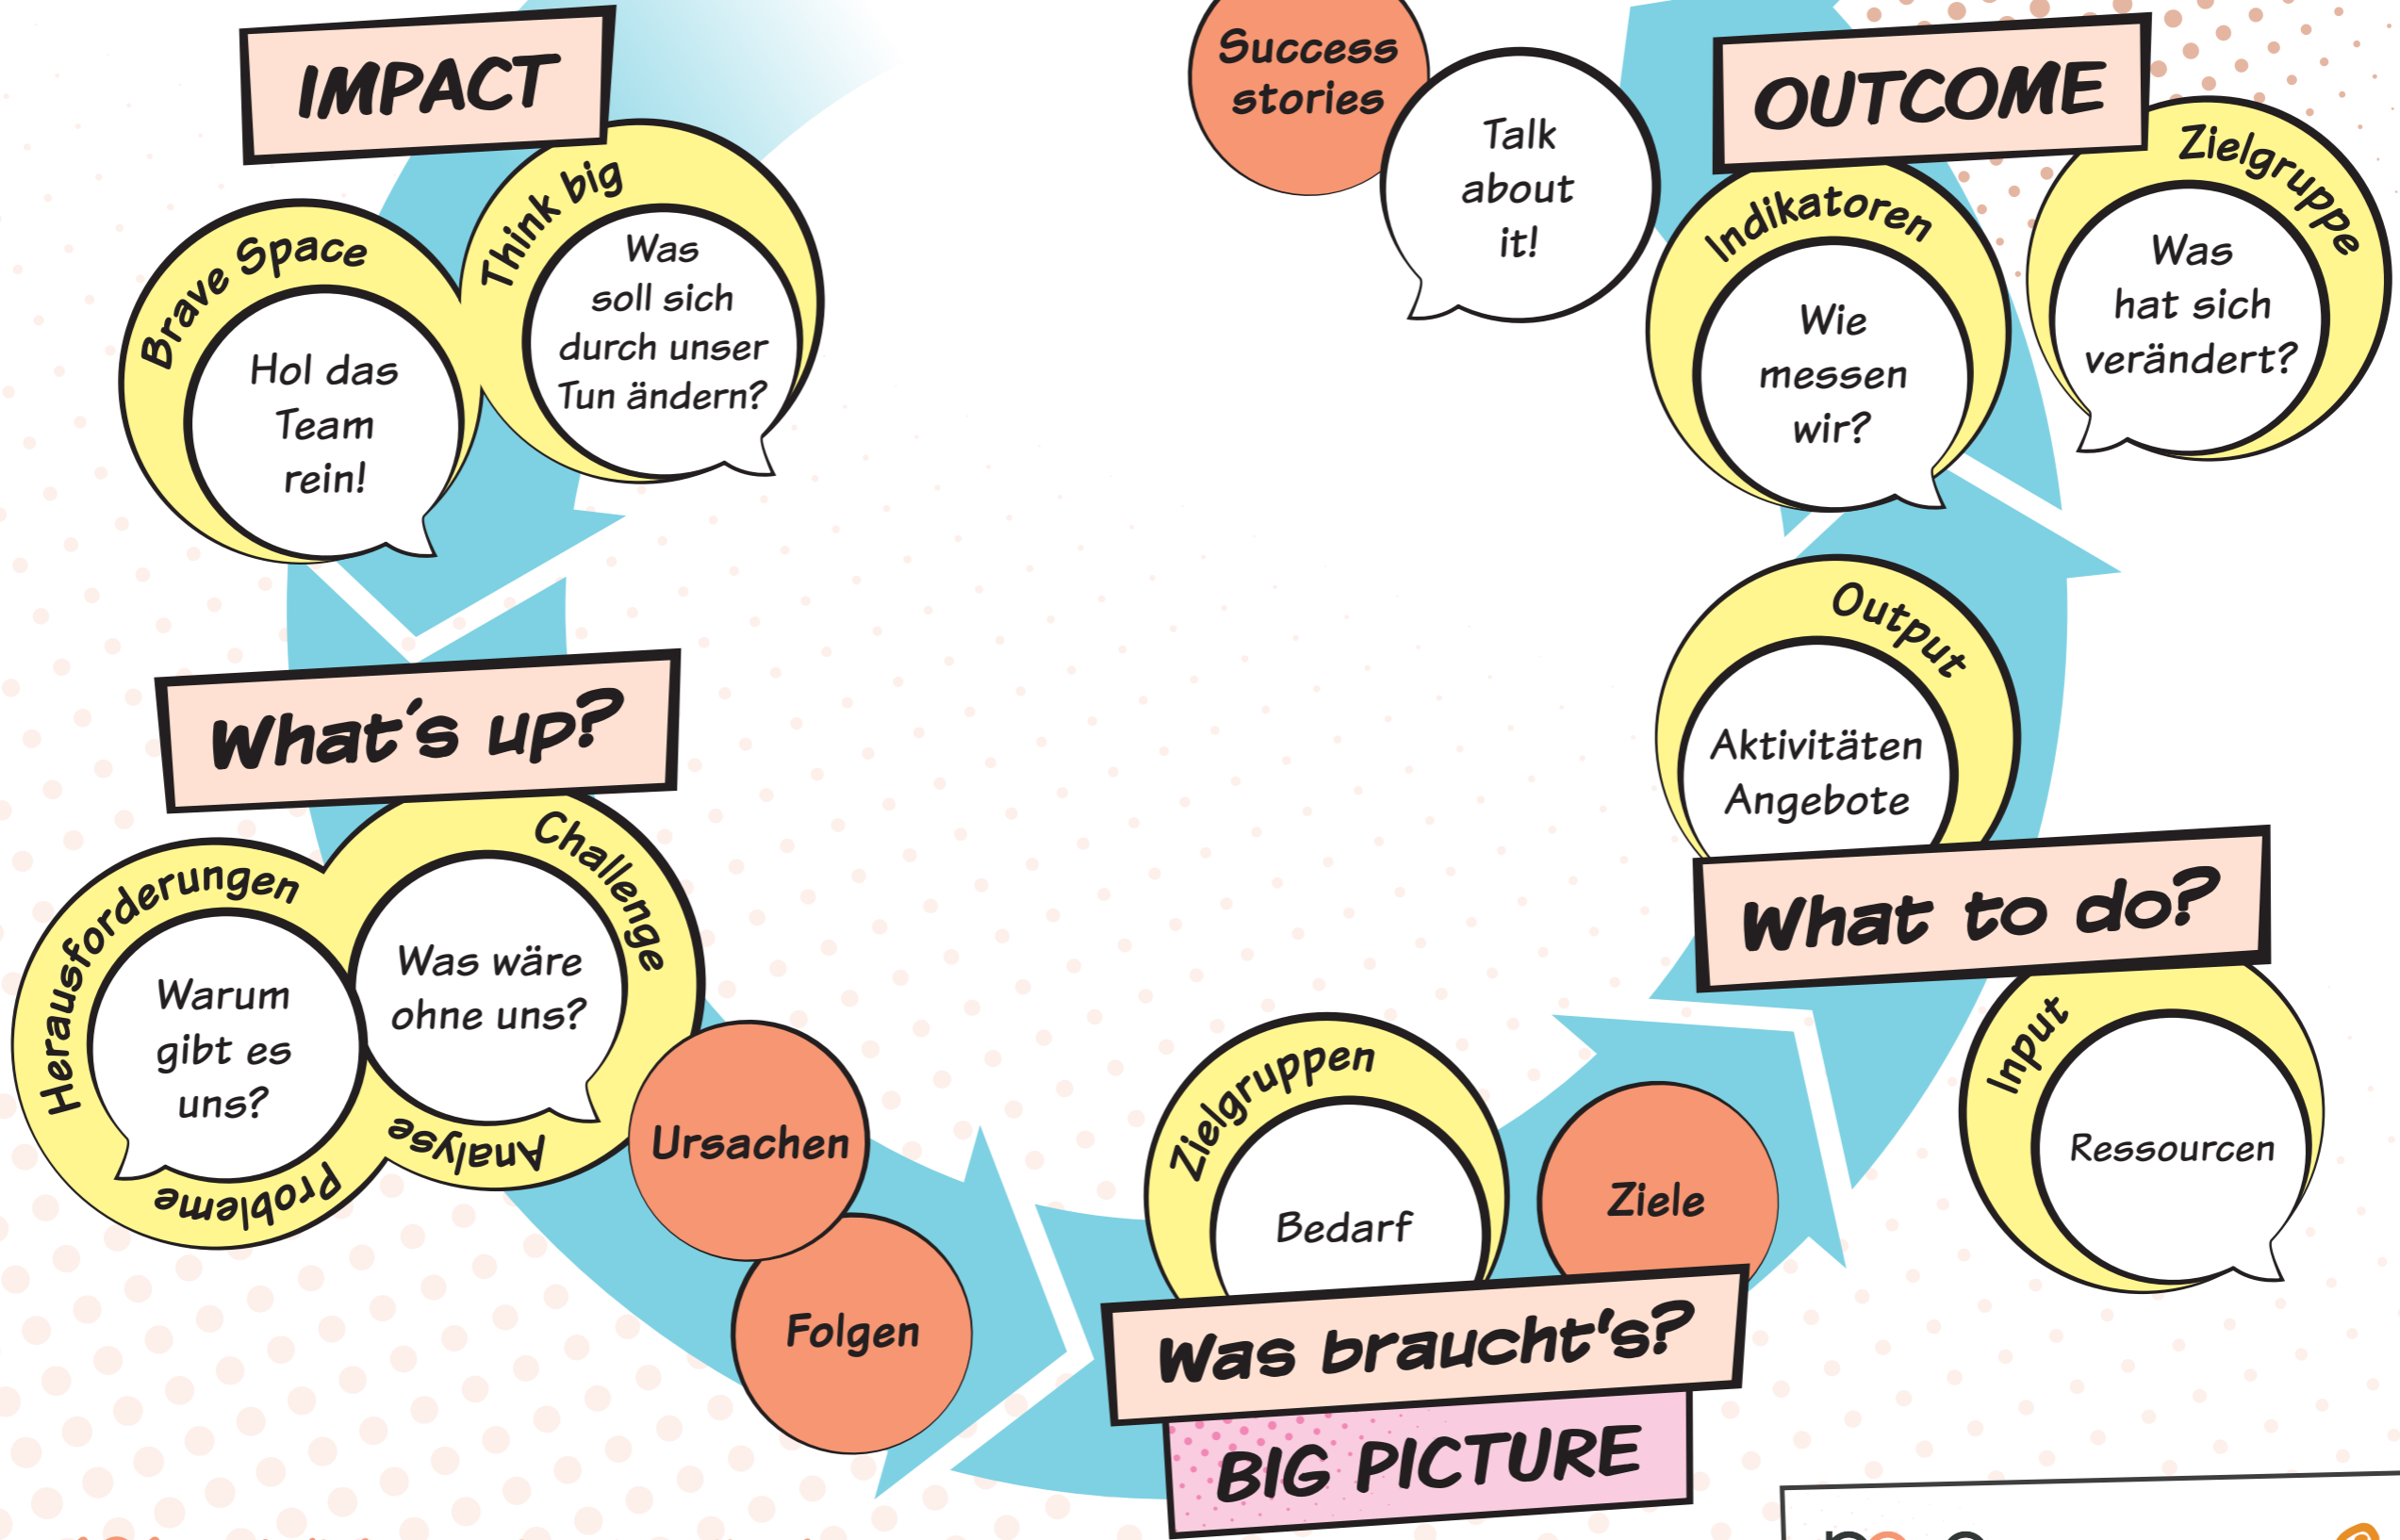 IMPACT
Brave Space
Hol das
Team
rein!
Think big
Was
soll sich
durch unser
Tun ändern?
What's up?
Herausforderungen
Warum
gibt es
uns?
Probleme
Challenge
Was wäre
ohne uns?
Analyse
Ursachen
Folgen
Zielgruppen
Bedarf
Ziele
Was braucht's?
BIG PICTURE
What to do?
Input
Ressourcen
Output
Aktivitäten
Angebote
OUTCOME
Indikatoren
Wie
messen
wir?
Zielgruppe
Was
hat sich
verändert?
Success
stories
Talk
about
it!